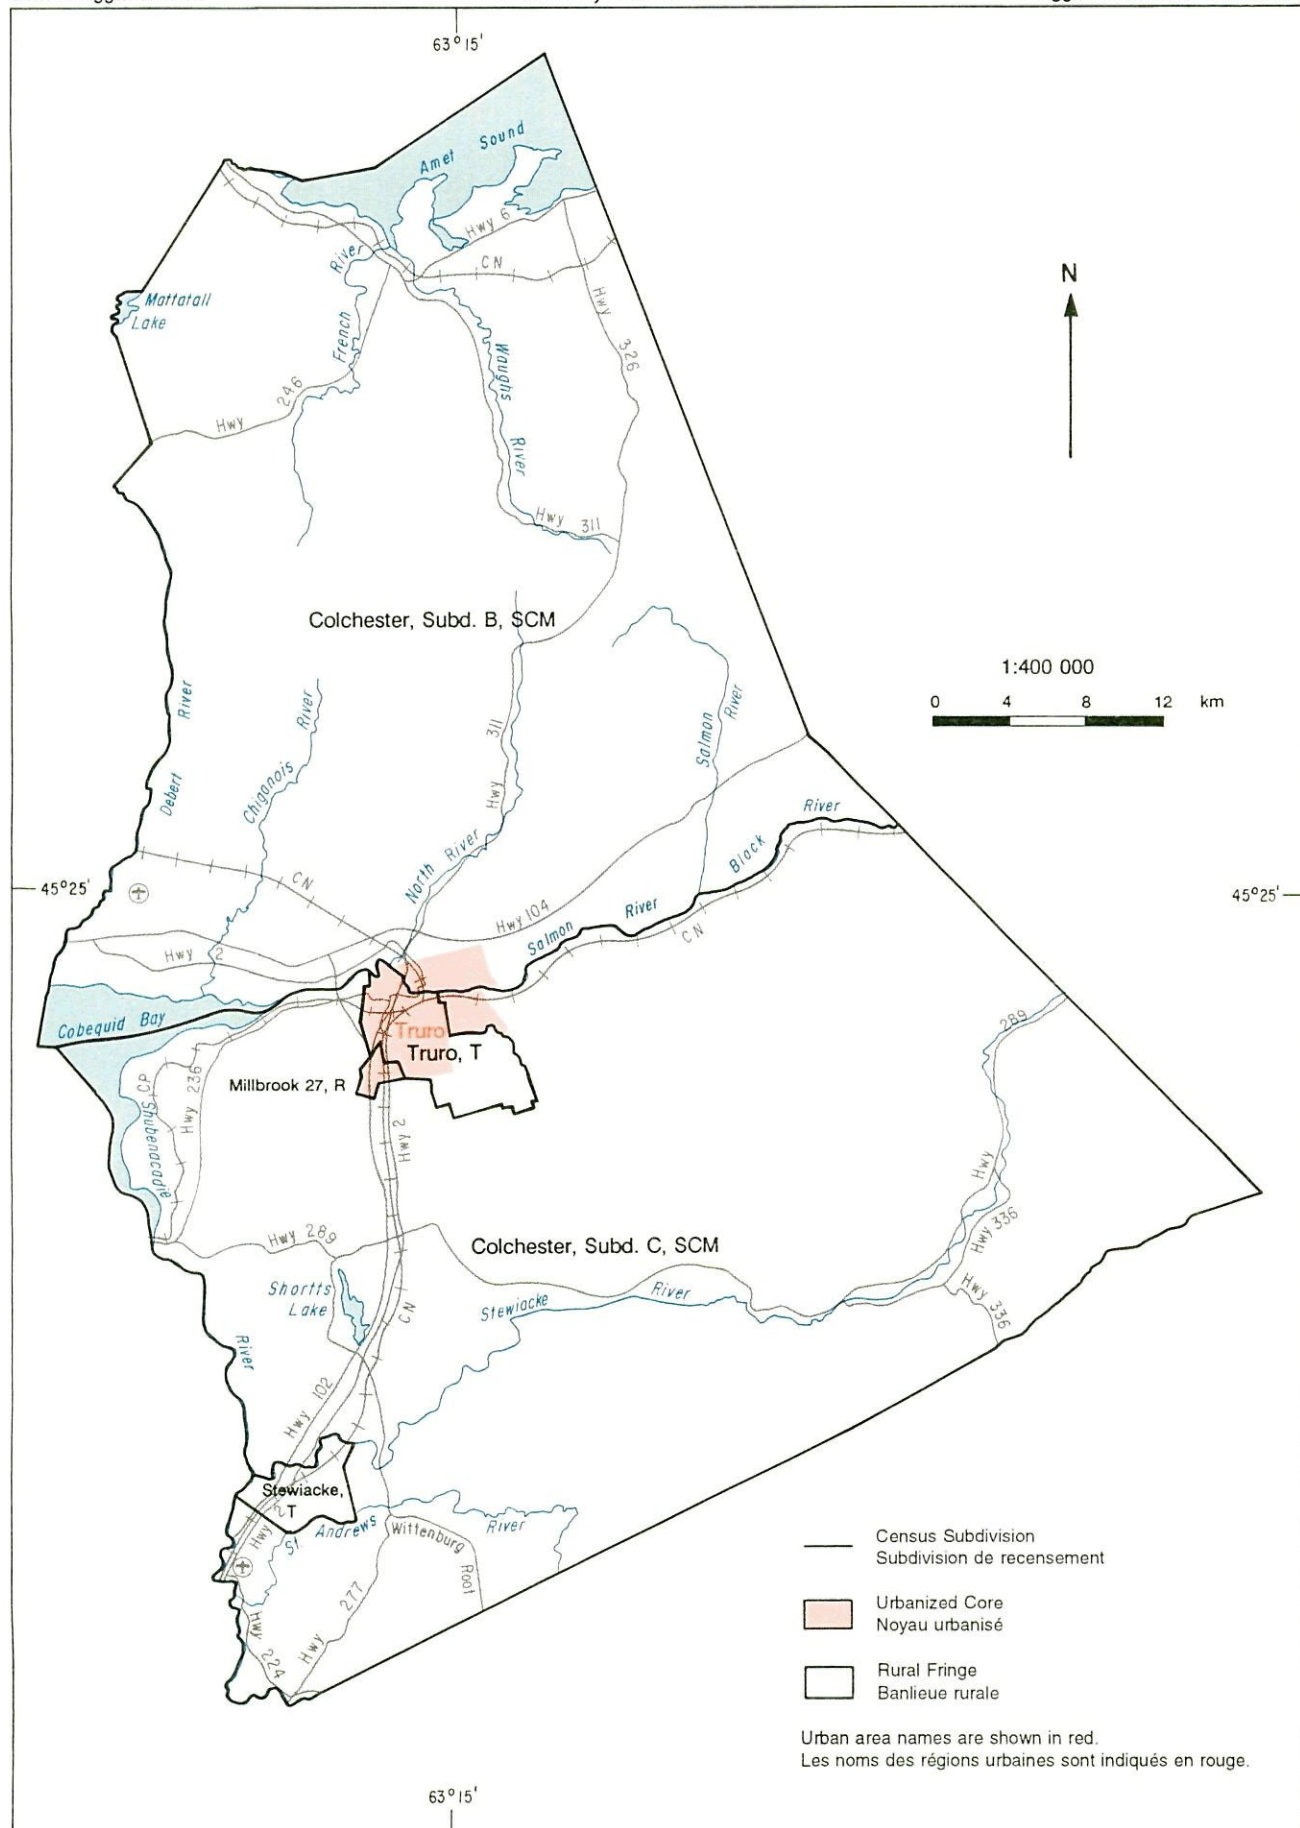 63°15'
Amet Sound
Hwy 6
CN
River
French
Mattatall
Lake
Hwy 246
Hwy 326
Waughs River
Hwy 311
Colchester, Subd. B, SCM
N
1:400 000
0 4 8 12 km
Debert River
Chiganois River
Hwy 311
North River
Salmon River
Black River
45°25'
45°25'
CN
Hwy 104
Salmon River
CN
Hwy 2
Cobequid Bay
Truro
Truro, T
Millbrook 27, R
CP
Hwy 236
Shubenacadie
Hwy 2
289
Hwy
Hwy 336
Hwy 336
Hwy 289
Colchester, Subd. C, SCM
Shortts
Lake
CN
Stewiacke River
River
Hwy 102
Stewiacke,
T
Hwy 2
St Andrews River
Wittenburg Root
Hwy 277
Hwy 224
Census Subdivision
Subdivision de recensement
Urbanized Core
Noyau urbanisé
Rural Fringe
Banlieue rurale
Urban area names are shown in red.
Les noms des régions urbaines sont indiqués en rouge.
63°15'